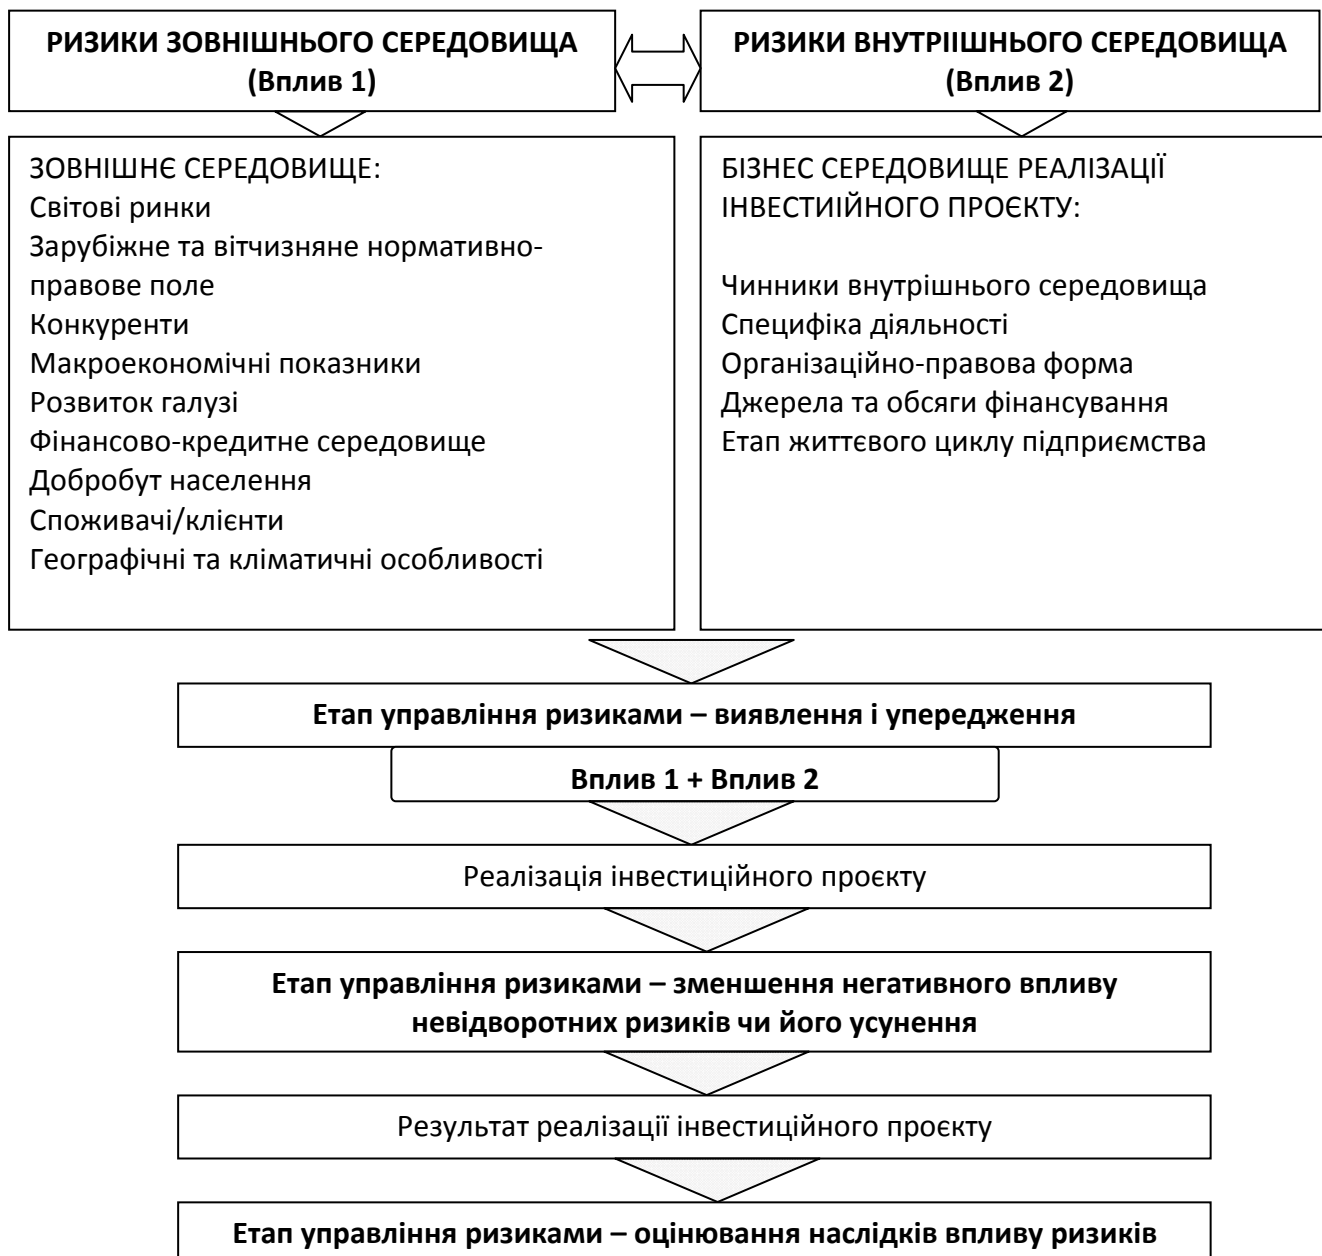 РИЗИКИ ЗОВНІШНЬОГО СЕРЕДОВИЩА
(Вплив 1)
РИЗИКИ ВНУТРІІШНЬОГО СЕРЕДОВИЩА
(Вплив 2)
ЗОВНІШНЄ СЕРЕДОВИЩЕ:
Світові ринки
Зарубіжне та вітчизняне нормативно-
правове поле
Конкуренти
Макроекономічні показники
Розвиток галузі
Фінансово-кредитне середовище
Добробут населення
Споживачі/клієнти
Географічні та кліматичні особливості
БІЗНЕС СЕРЕДОВИЩЕ РЕАЛІЗАЦІЇ
ІНВЕСТИІЙНОГО ПРОЄКТУ:
Чинники внутрішнього середовища
Специфіка діяльності
Організаційно-правова форма
Джерела та обсяги фінансування
Етап життєвого циклу підприємства
Етап управління ризиками – виявлення і упередження
Вплив 1 + Вплив 2
Реалізація інвестиційного проєкту
Етап управління ризиками – зменшення негативного впливу
невідворотних ризиків чи його усунення
Результат реалізації інвестиційного проєкту
Етап управління ризиками – оцінювання наслідків впливу ризиків